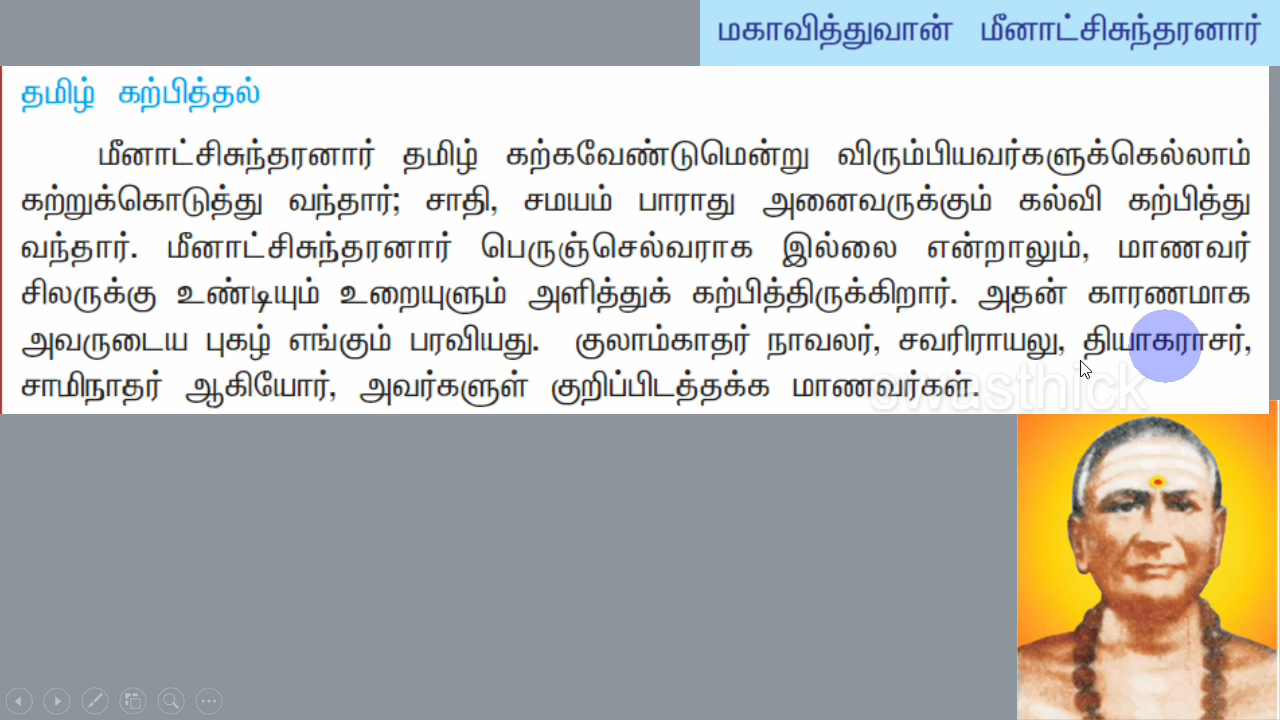 மகாவித்துவான் மீனாட்சிசுந்தரனார்
தமிழ் கற்பித்தல்
மீனாட்சிசுந்தரனார் தமிழ் கற்கவேண்டுமென்று விரும்பியவர்களுக்கெல்லாம்
கற்றுக்கொடுத்து வந்தார்; சாதி, சமயம் பாராது அனைவருக்கும் கல்வி கற்பித்து
வந்தார். மீனாட்சிசுந்தரனார் பெருஞ்செல்வராக இல்லை என்றாலும், மாணவர்
சிலருக்கு உண்டியும் உறையுளும் அளித்துக் கற்பித்திருக்கிறார். அதன் காரணமாக
அவருடைய புகழ் எங்கும் பரவியது. குலாம்காதர் நாவலர், சவரிராயலு, தியாகராசர்,
சாமிநாதர் ஆகியோர், அவர்களுள் குறிப்பிடத்தக்க மாணவர்கள்.
swasthick